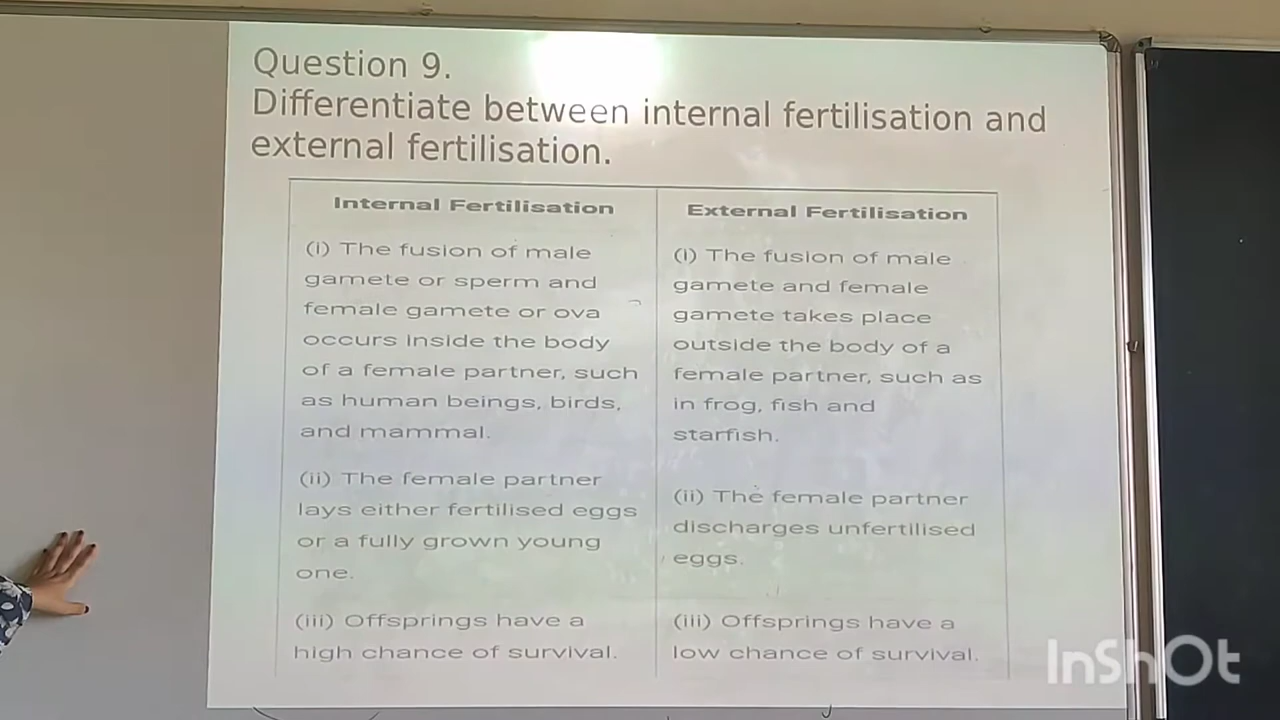 Question 9.
Differentiate between internal fertilisation and
external fertilisation.
Internal Fertilisation
(i) The fusion of male
gamete or sperm and
female gamete or ova
occurs inside the body
of a female partner, such
as human beings, birds,
and mammal.
(ii) The female partner
lays either fertilised eggs
or a fully grown young
one.
(iii) Offsprings have a
high chance of survival.
External Fertilisation
(i) The fusion of male
gamete and female
gamete takes place
outside the body of a
female partner, such as
in frog, fish and
starfish.
(ii) The female partner
discharges unfertilised
eggs.
(iii) Offsprings have a
low chance of survival.
InShOt